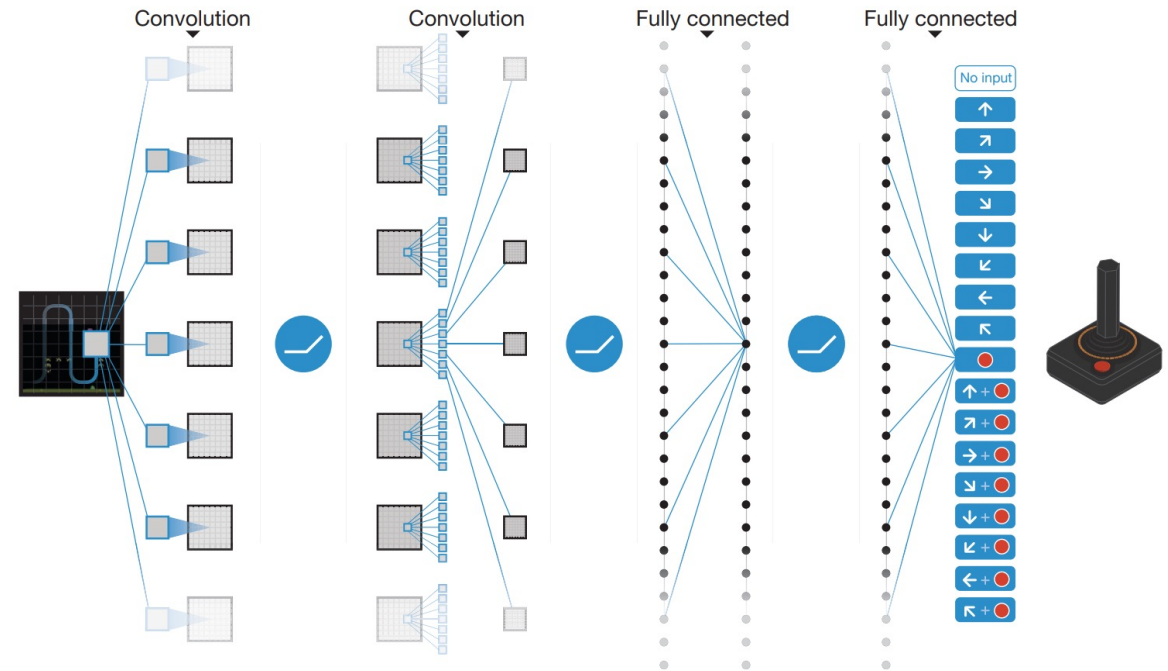 Convolution
Convolution
Fully connected
Fully connected
No input
+
+
+
+
+
+
+
+